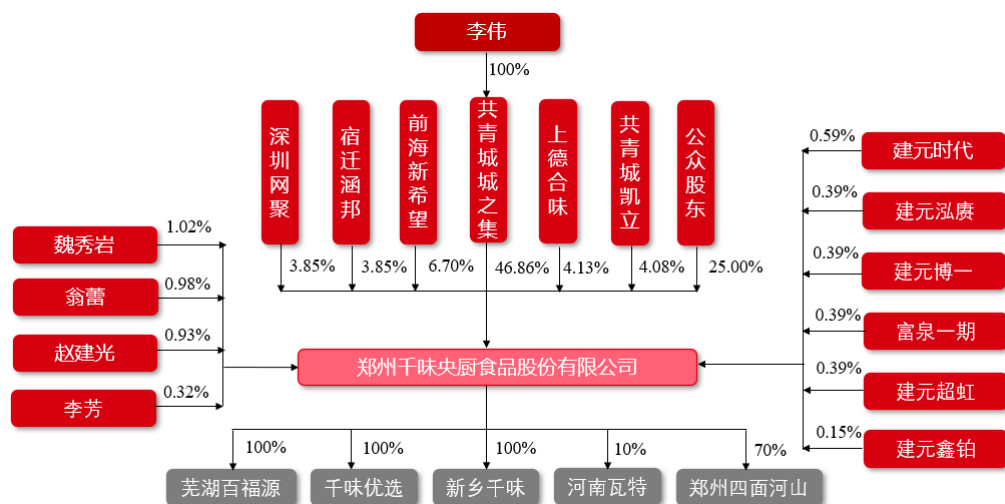 李伟
100%
深圳网聚
宿迁涵邦
前海新希望
共青城城之集
上德合味
共青城凯立
公众股东
3.85%
3.85%
6.70%
46.86%
4.13%
4.08%
25.00%
魏秀岩
1.02%
翁蕾
0.98%
赵建光
0.93%
李芳
0.32%
0.59%
建元时代
0.39%
建元泓赓
0.39%
建元博一
0.39%
富泉一期
0.39%
建元超虹
0.15%
建元鑫铂
郑州千味央厨食品股份有限公司
100%
100%
100%
10%
70%
芜湖百福源
千味优选
新乡千味
河南瓦特
郑州四面河山